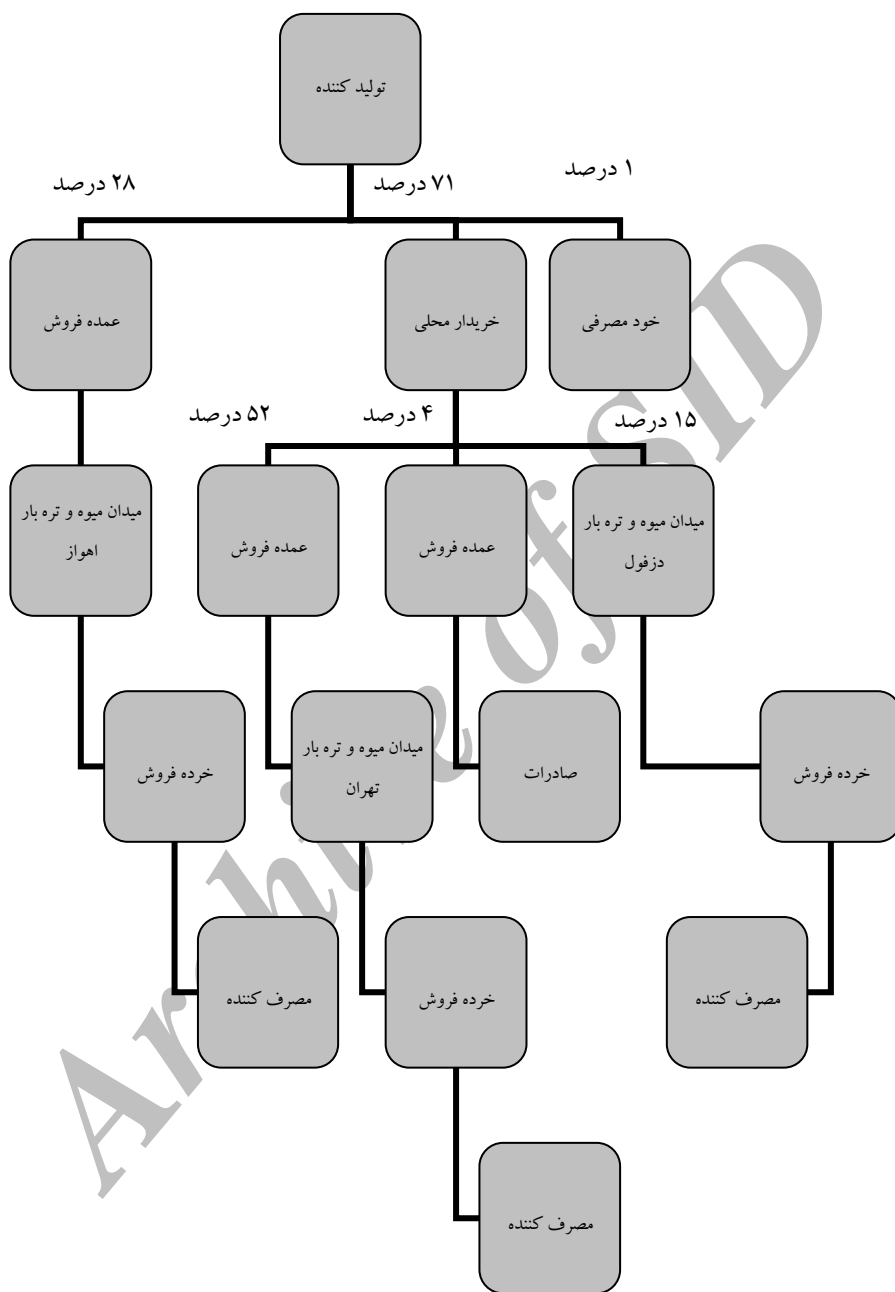 تولید کننده
۱ درصد
۷۱ درصد
۲۸ درصد
خود مصرفی
خریدار محلی
عمده فروش
۱۵ درصد
۴ درصد
۵۲ درصد
میدان میوه و تره بار
دزفول
عمده فروش
عمده فروش
میدان میوه و تره بار
اهواز
خرده فروش
صادرات
میدان میوه و تره بار
تهران
خرده فروش
مصرف کننده
خرده فروش
مصرف کننده
مصرف کننده
Archive of SID